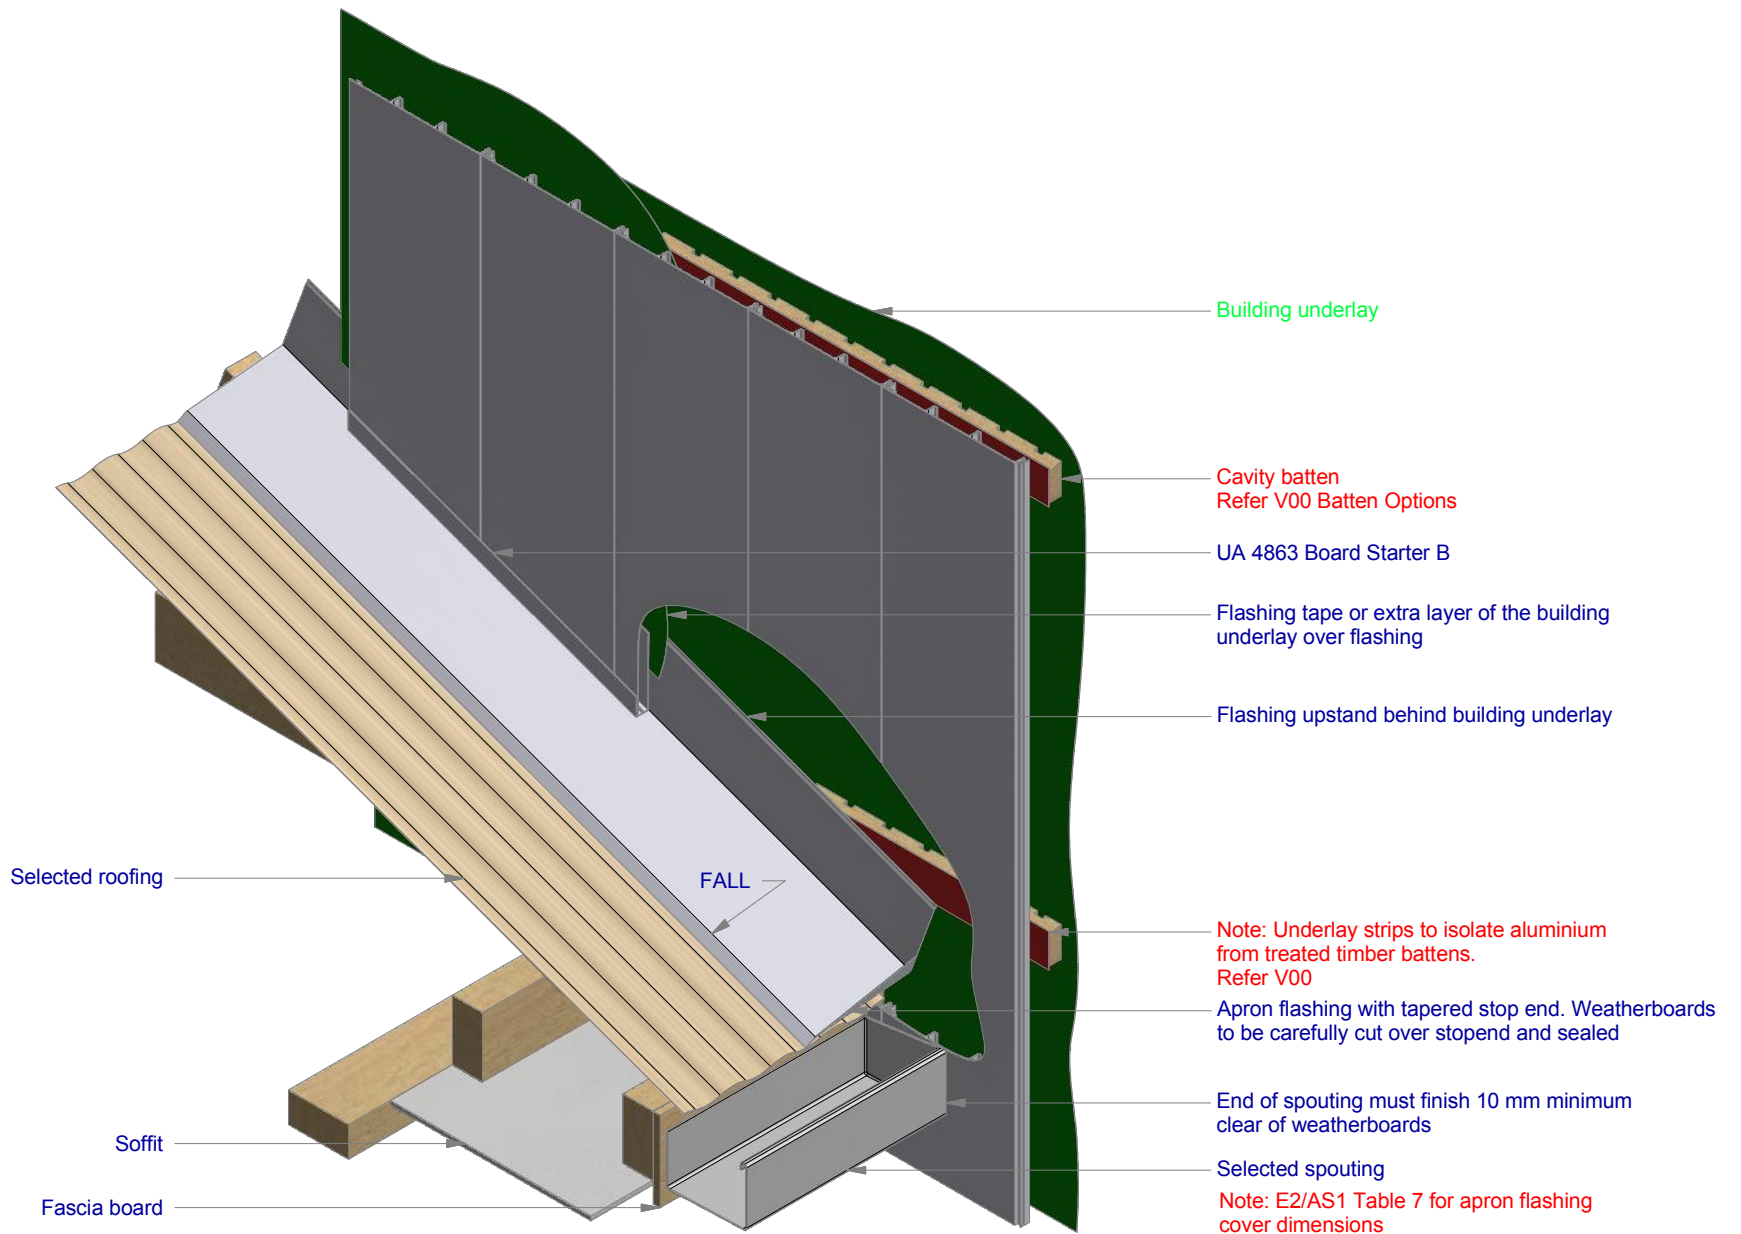 Building underlay
Cavity batten
Refer V00 Batten Options
UA 4863 Board Starter B
Flashing tape or extra layer of the building
underlay over flashing
Flashing upstand behind building underlay
Selected roofing
FALL
Note: Underlay strips to isolate aluminium
from treated timber battens.
Refer V00
Apron flashing with tapered stop end. Weatherboards
to be carefully cut over stopend and sealed
End of spouting must finish 10 mm minimum
clear of weatherboards
Soffit
Selected spouting
Fascia board
Note: E2/AS1 Table 7 for apron flashing
cover dimensions